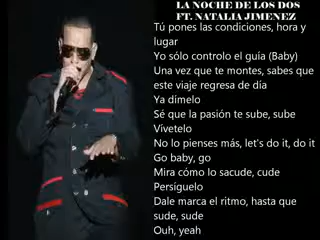 LA NOCHE DE LOS DOS
FT. NATALIA JIMENEZ
Tú pones las condiciones, hora y
lugar
Yo sólo controlo el guía (Baby)
Una vez que te montes, sabes que
este viaje regresa de día
Ya dímelo
Sé que la pasión te sube, sube
Vívetelo
No lo pienses más, let's do it, do it
Go baby, go
Mira cómo lo sacude, cude
Persiguelo
Dale marca el ritmo, hasta que
sude, sude
Ouh, yeah